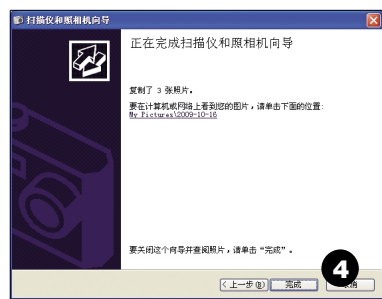 扫描仪和照相机向导
正在完成扫描仪和照相机向导
复制了 3 张照片。
要在计算机或网络上看到您的图片，请单击下面的位置:
My Pictures\2009-10-16
要关闭这个向导并查阅照片，请单击“完成”。
<上一步(B) 完成 消
4